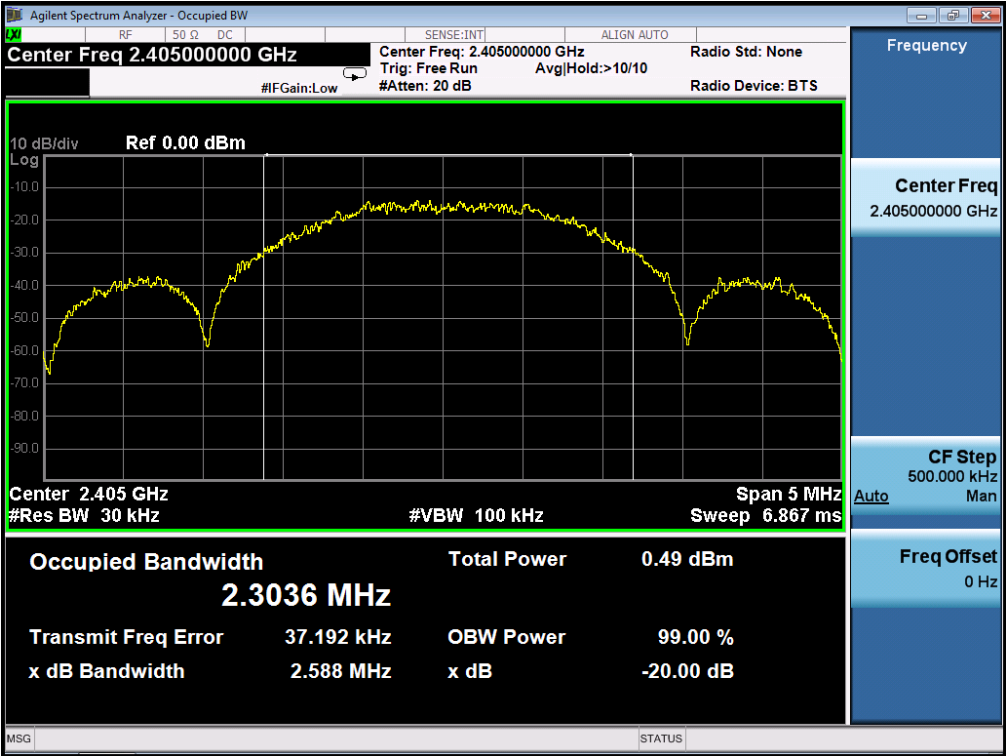 Agilent Spectrum Analyzer - Occupied BW
LXI
RF
50 Ω
DC
SENSE:INT
ALIGN AUTO
Center Freq 2.405000000 GHz
Center Freq: 2.405000000 GHz
Radio Std: None
Trig: Free Run
Avg|Hold:>10/10
#IFGain:Low
#Atten: 20 dB
Radio Device: BTS
10 dB/div
Ref 0.00 dBm
Log
-10.0
-20.0
-30.0
-40.0
-50.0
-60.0
-70.0
-80.0
-90.0
Center 2.405 GHz
Span 5 MHz
#Res BW 30 kHz
#VBW 100 kHz
Sweep 6.867 ms
Occupied Bandwidth
Total Power
0.49 dBm
2.3036 MHz
Transmit Freq Error
37.192 kHz
OBW Power
99.00 %
x dB Bandwidth
2.588 MHz
x dB
-20.00 dB
MSG
STATUS
Frequency
Center Freq
2.405000000 GHz
CF Step
500.000 kHz
Auto
Man
Freq Offset
0 Hz